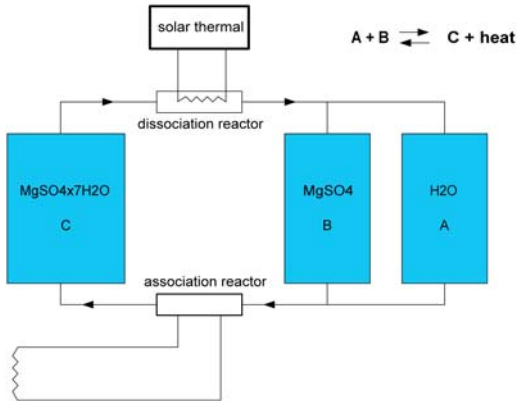 solar thermal
A + B ⇄ C + heat
dissociation reactor
MgSO4x7H2O
C
MgSO4
B
H2O
A
association reactor